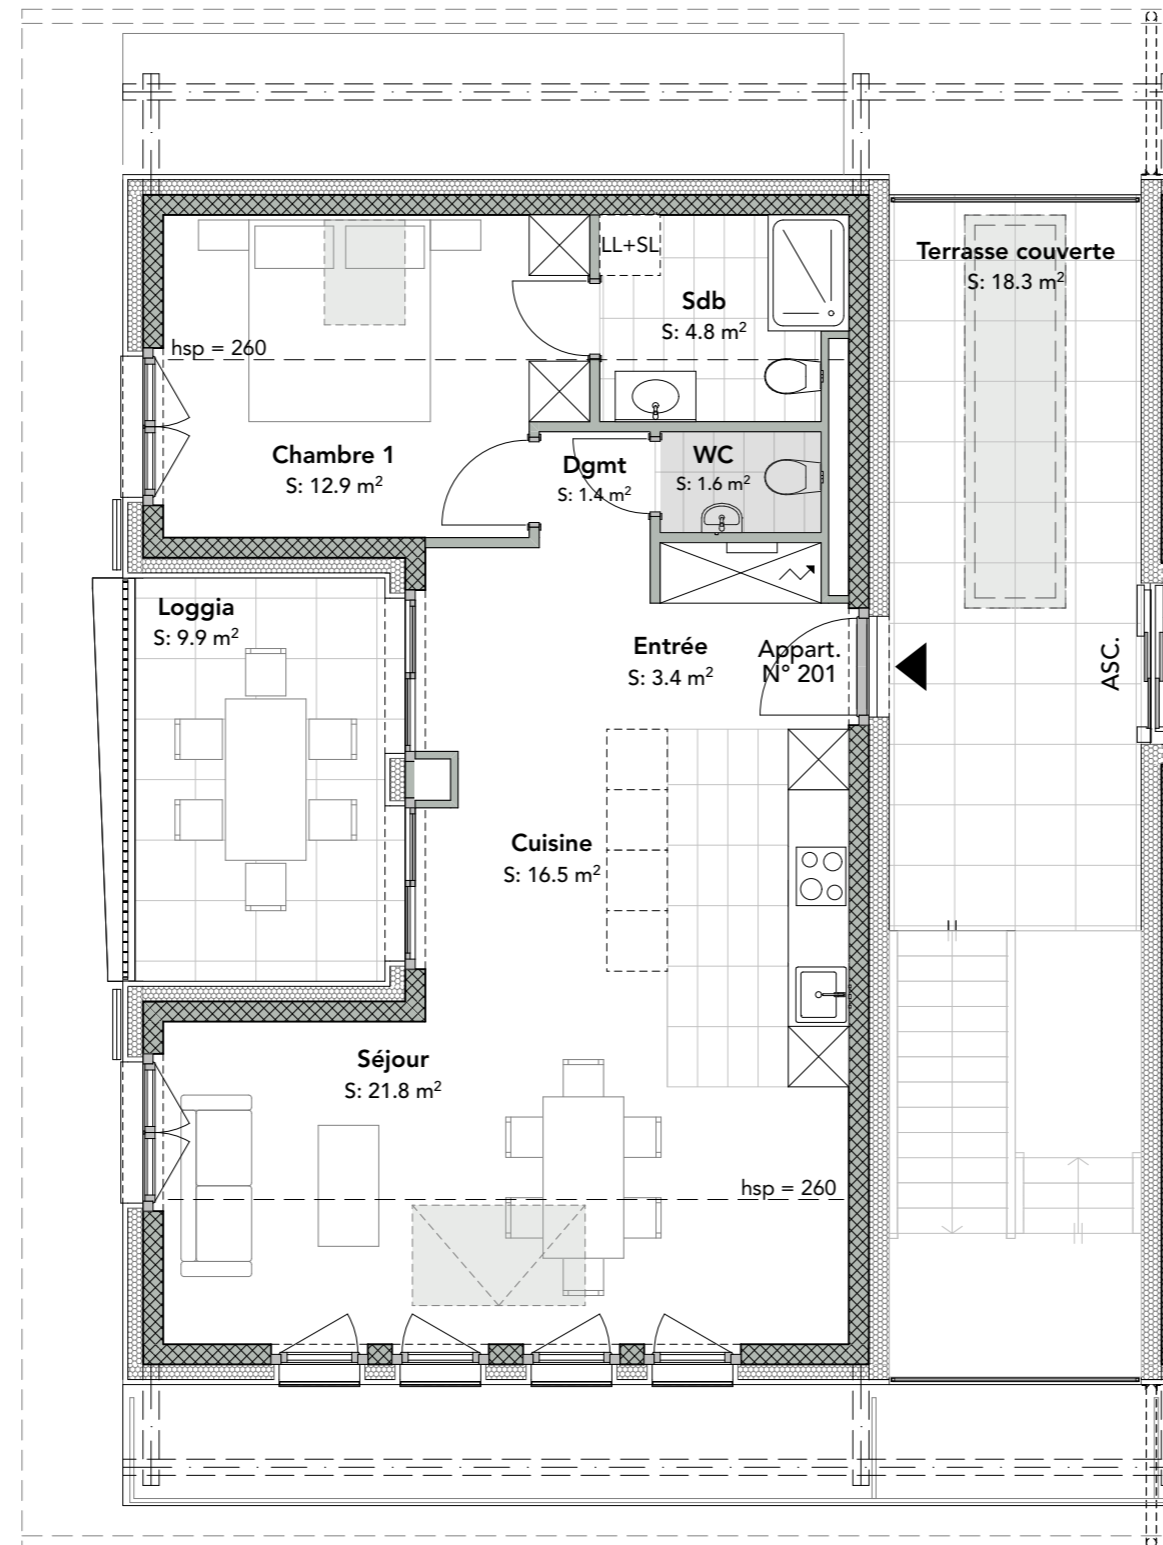 LL+SL
Sdb
S: 4.8 m²
Terrasse couverte
S: 18.3 m²
hsp = 260
Chambre 1
S: 12.9 m²
Dgmt
S: 1.4 m²
WC
S: 1.6 m²
Loggia
S: 9.9 m²
Entrée
S: 3.4 m²
Appart.
N° 201
ASC.
Cuisine
S: 16.5 m²
Séjour
S: 21.8 m²
hsp = 260